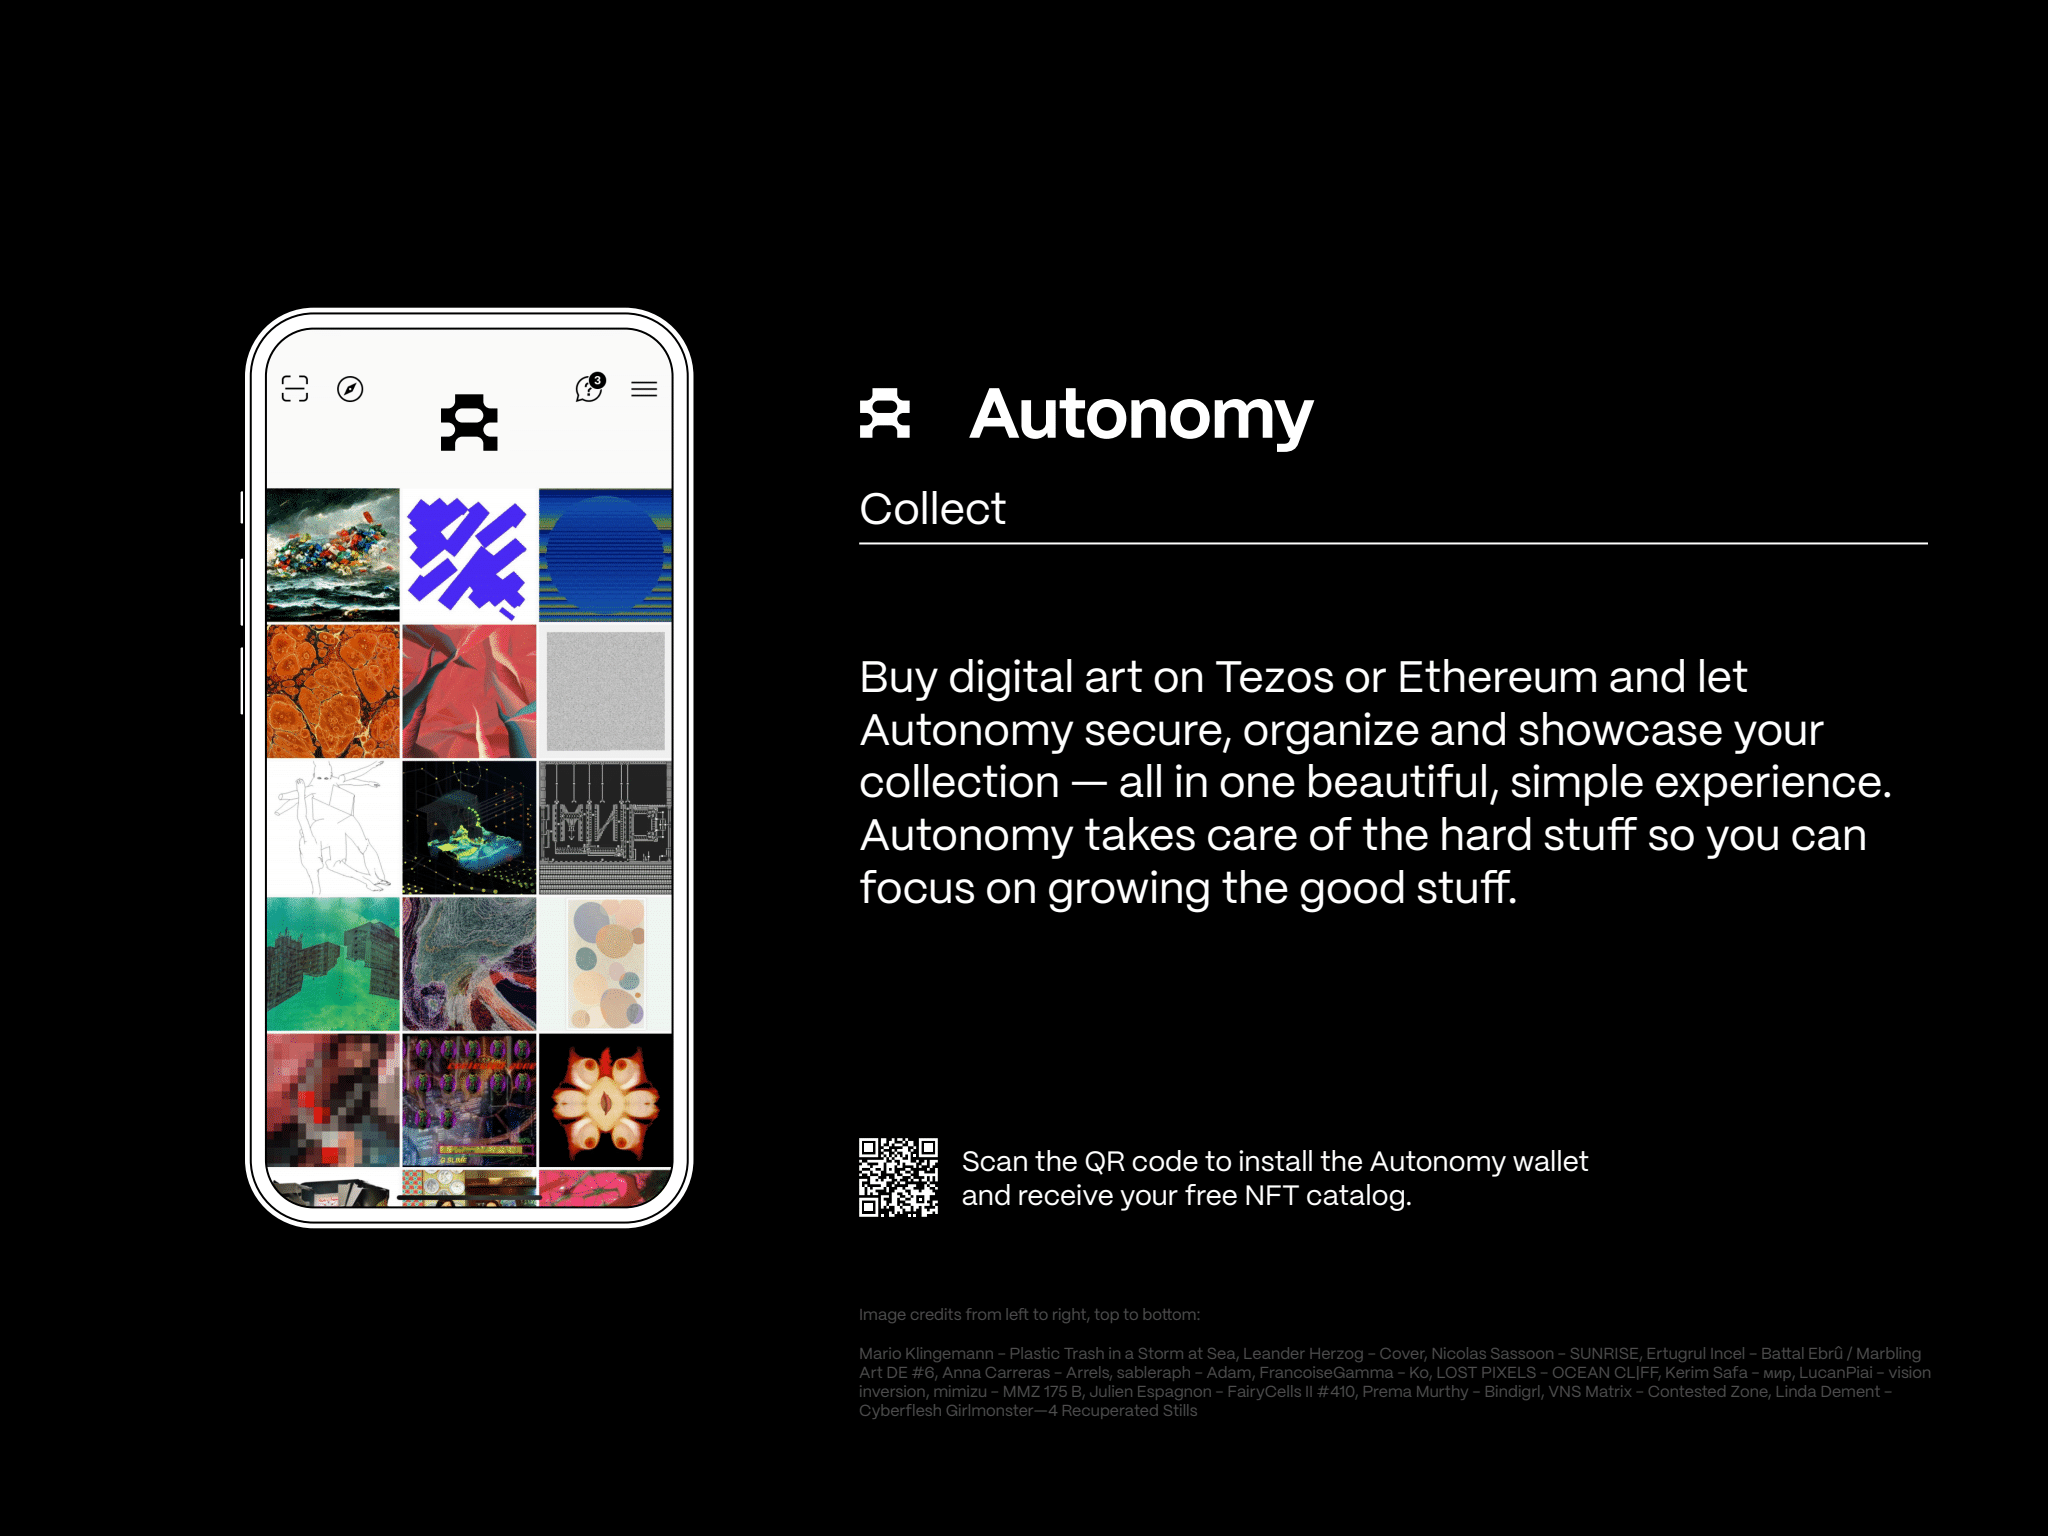 3
Autonomy
Collect
Buy digital art on Tezos or Ethereum and let
Autonomy secure, organize and showcase your
collection — all in one beautiful, simple experience.
Autonomy takes care of the hard stuff so you can
focus on growing the good stuff.
Scan the QR code to install the Autonomy wallet
and receive your free NFT catalog.
Image credits from left to right, top to bottom:
Mario Klingemann – Plastic Trash in a Storm at Sea, Leander Herzog – Cover, Nicolas Sassoon – SUNRISE, Ertugrul Incel – Battal Ebrû / Marbling
Art DE #6, Anna Carreras – Arrels, sableraph – Adam, FrancoiseGamma – Ko, LOST PIXELS – OCEAN CL|FF, Kerim Safa – мир, LucanPiai – vision
inversion, mimizu – MMZ 175 B, Julien Espagnon – FairyCells II #410, Prema Murthy – Bindigrl, VNS Matrix – Contested Zone, Linda Dement –
Cyberflesh Girlmonster—4 Recuperated Stills